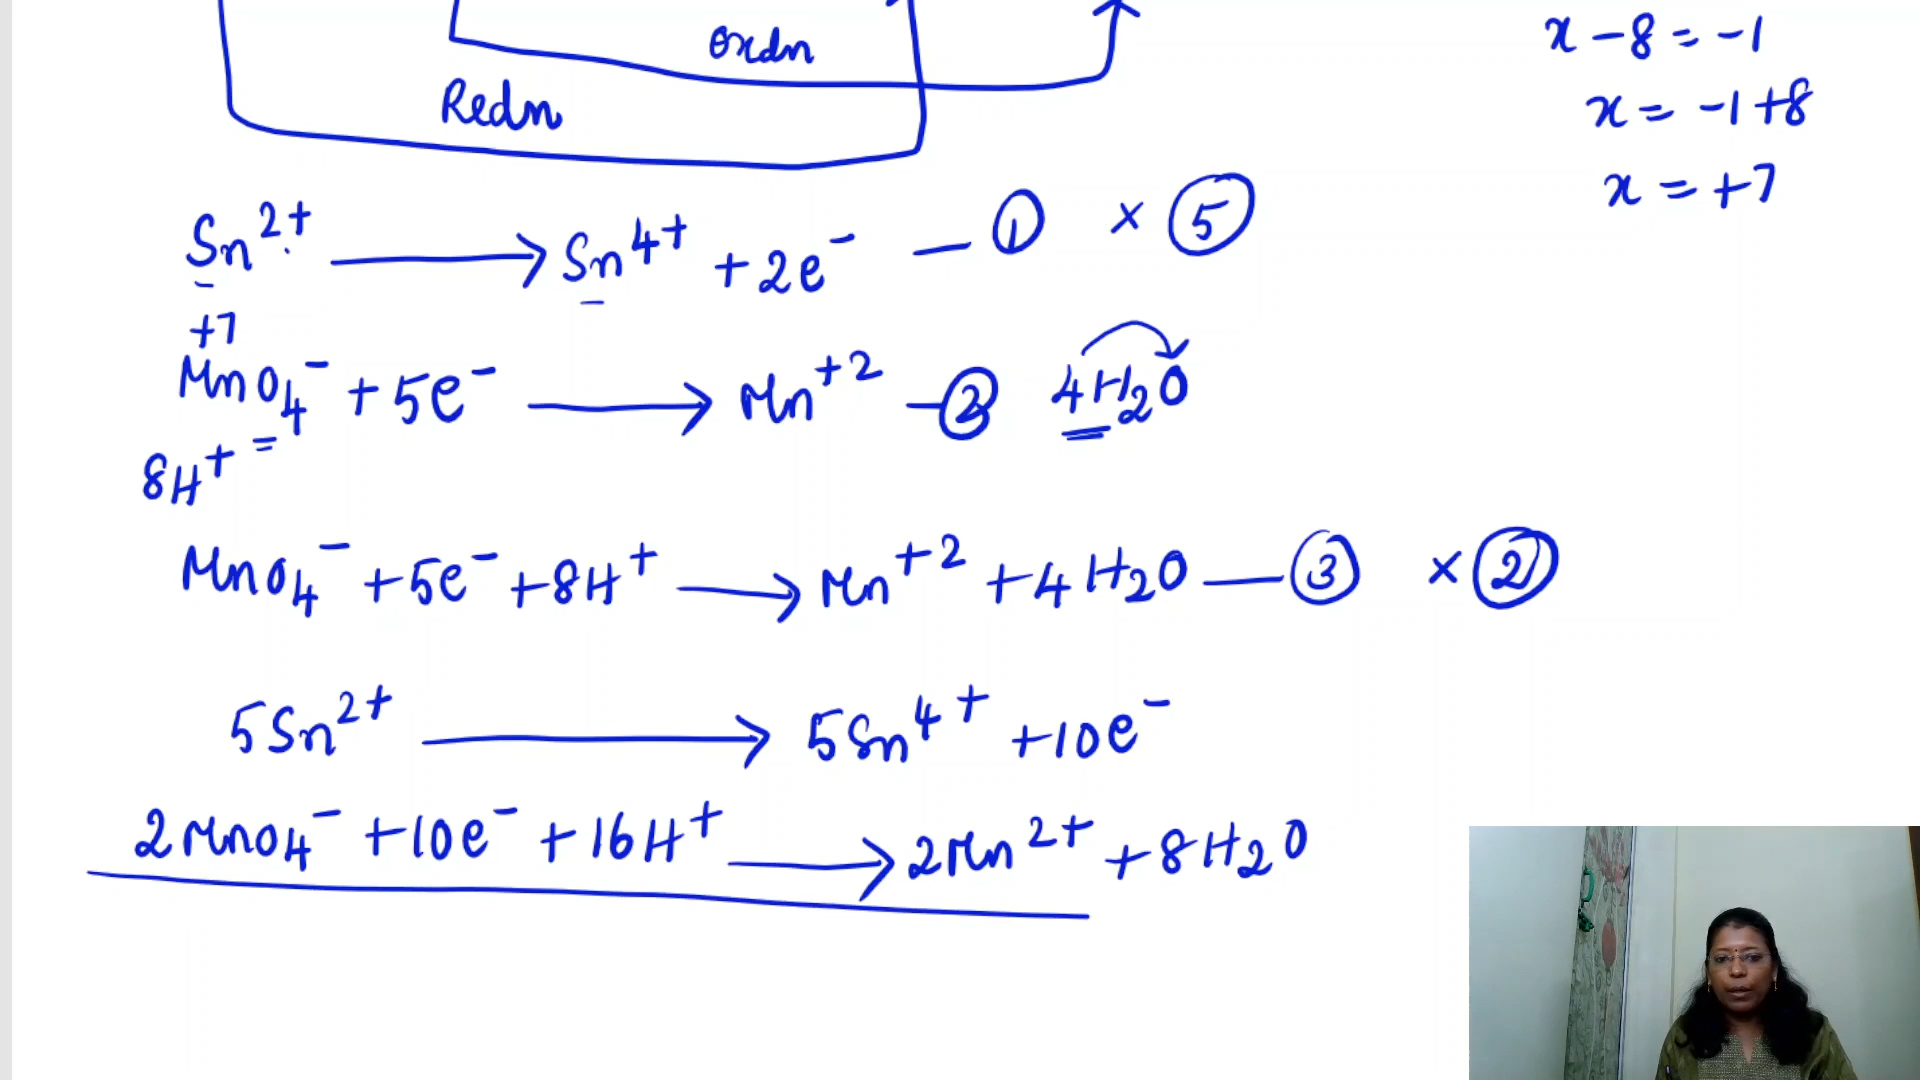 oxdn
Redn
x - 8 = -1
x = -1 + 8
x = +7
Sn²⁺ ⟶ Sn⁴⁺ + 2e⁻ — ① × ⑤
+7
MnO₄⁻ + 5e⁻ ⟶ Mn⁺² — ② 4H₂O
8H⁺ =
MnO₄⁻ + 5e⁻ + 8H⁺ ⟶ Mn⁺² + 4H₂O — ③ × ②
5Sn²⁺ ⟶ 5Sn⁴⁺ + 10e⁻
2MnO₄⁻ + 10e⁻ + 16H⁺ ⟶ 2Mn²⁺ + 8H₂O